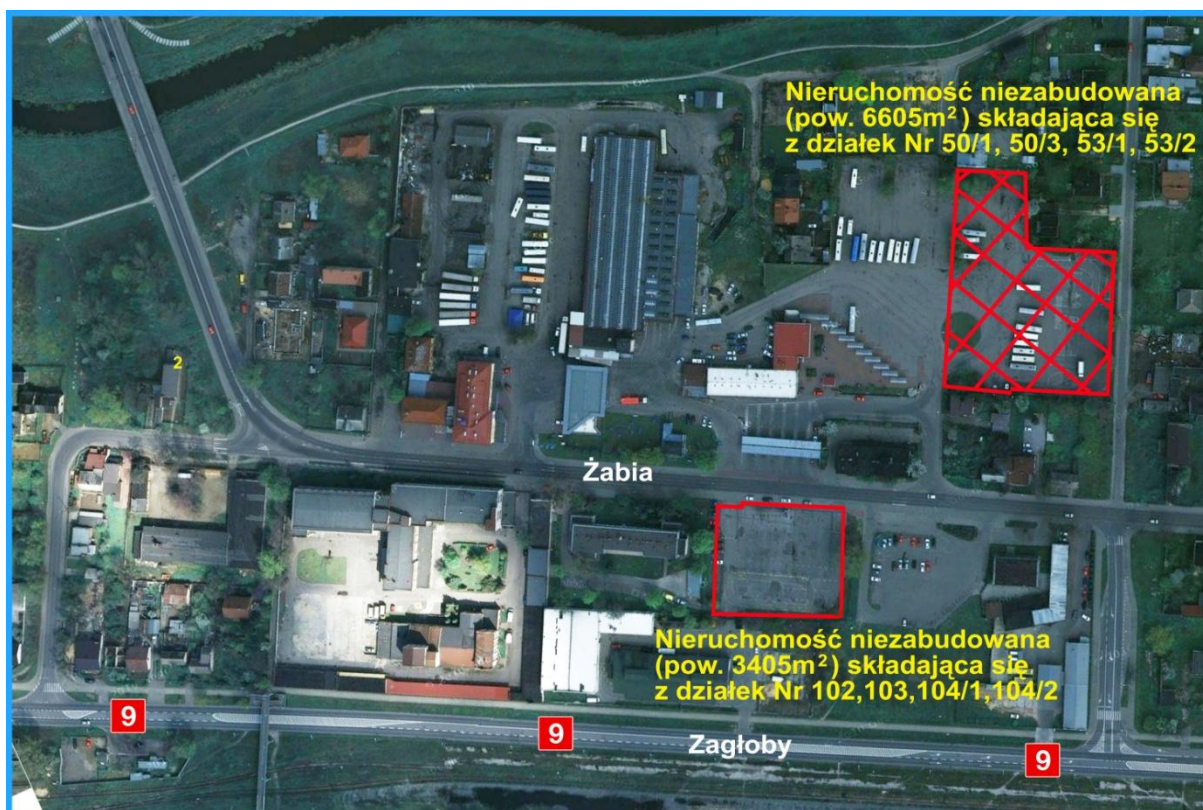 Nieruchomość niezabudowana
(pow. 6605m²) składająca się
z działek Nr 50/1, 50/3, 53/1, 53/2
2
Żabia
Nieruchomość niezabudowana
(pow. 3405m²) składająca się
z działek Nr 102,103,104/1,104/2
9
9
Zagłoby
9